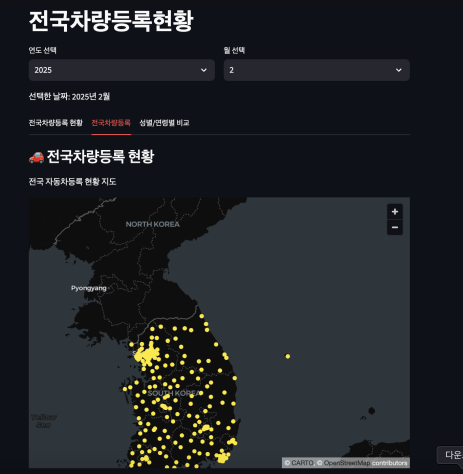 전국차량등록현황
연도 선택
월 선택
2025
2
선택한 날짜: 2025년 2월
전국차량등록 현황
전국차량등록
성별/연령별 비교
🚗 전국차량등록 현황
전국 자동차등록 현황 지도
+
−
NORTH KOREA
Pyongyang
SOUTH KOREA
Yellow
Sea
© CARTO, © OpenStreetMap contributors
다운